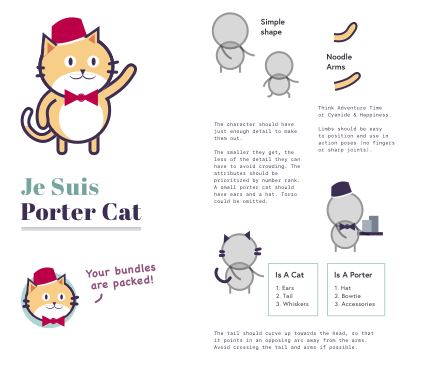 Simple
shape
Noodle
Arms
Think Adventure Time
or Cyanide & Happiness.
Limbs should be easy
to position and use in
action poses (no fingers
or sharp joints).
The character should have
just enough detail to make
them out.
The smaller they get, the
less of the detail they can
have to avoid crowding. The
attributes should be
prioritized by number rank.
A small porter cat should
have ears and a hat. Torso
could be omitted.
Je Suis
Porter Cat
Your bundles
are packed!
Is A Cat
1. Ears
2. Tail
3. Whiskers
Is A Porter
1. Hat
2. Bowtie
3. Accessories
The tail should curve up towards the head, so that
it points in an opposing arc away from the arms.
Avoid crossing the tail and arms if possible.